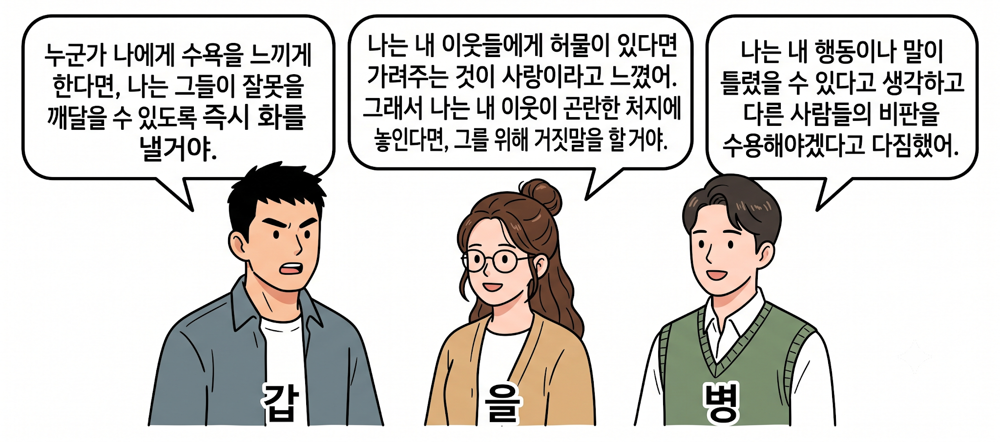 누군가 나에게 수욕을 느끼게
한다면, 나는 그들이 잘못을
깨달을 수 있도록 즉시 화를
낼거야.
나는 내 이웃들에게 허물이 있다면
가려주는 것이 사랑이라고 느꼈어.
그래서 나는 내 이웃이 곤란한 처지에
놓인다면, 그를 위해 거짓말을 할거야.
나는 내 행동이나 말이
틀렸을 수 있다고 생각하고
다른 사람들의 비판을
수용해야겠다고 다짐했어.
갑
을
병